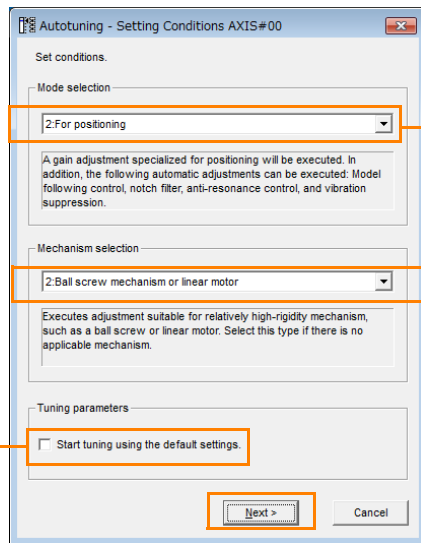 Autotuning - Setting Conditions AXIS#00
Set conditions.
Mode selection
2:For positioning
A gain adjustment specialized for positioning will be executed. In
addition, the following automatic adjustments can be executed: Model
following control, notch filter, anti-resonance control, and vibration
suppression.
Mechanism selection
2:Ball screw mechanism or linear motor
Executes adjustment suitable for relatively high-rigidity mechanism,
such as a ball screw or linear motor. Select this type if there is no
applicable mechanism.
Tuning parameters
Start tuning using the default settings.
Next > Cancel